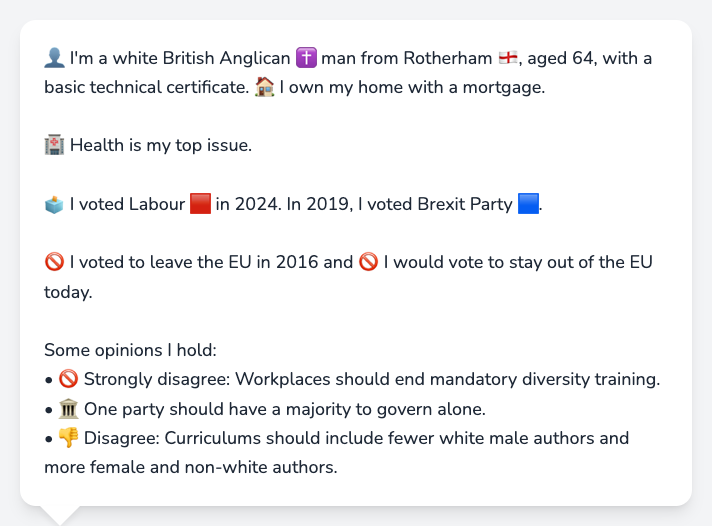 👤 I'm a white British Anglican ✝️ man from Rotherham 🏴󠁧󠁢󠁥󠁮󠁧󠁿, aged 64, with a
basic technical certificate. 🏠 I own my home with a mortgage.
🏥 Health is my top issue.
🗳️ I voted Labour 🟥 in 2024. In 2019, I voted Brexit Party 🟦.
🚫 I voted to leave the EU in 2016 and 🚫 I would vote to stay out of the EU
today.
Some opinions I hold:
• 🚫 Strongly disagree: Workplaces should end mandatory diversity training.
• 🏛️ One party should have a majority to govern alone.
• 👎 Disagree: Curriculums should include fewer white male authors and
more female and non-white authors.